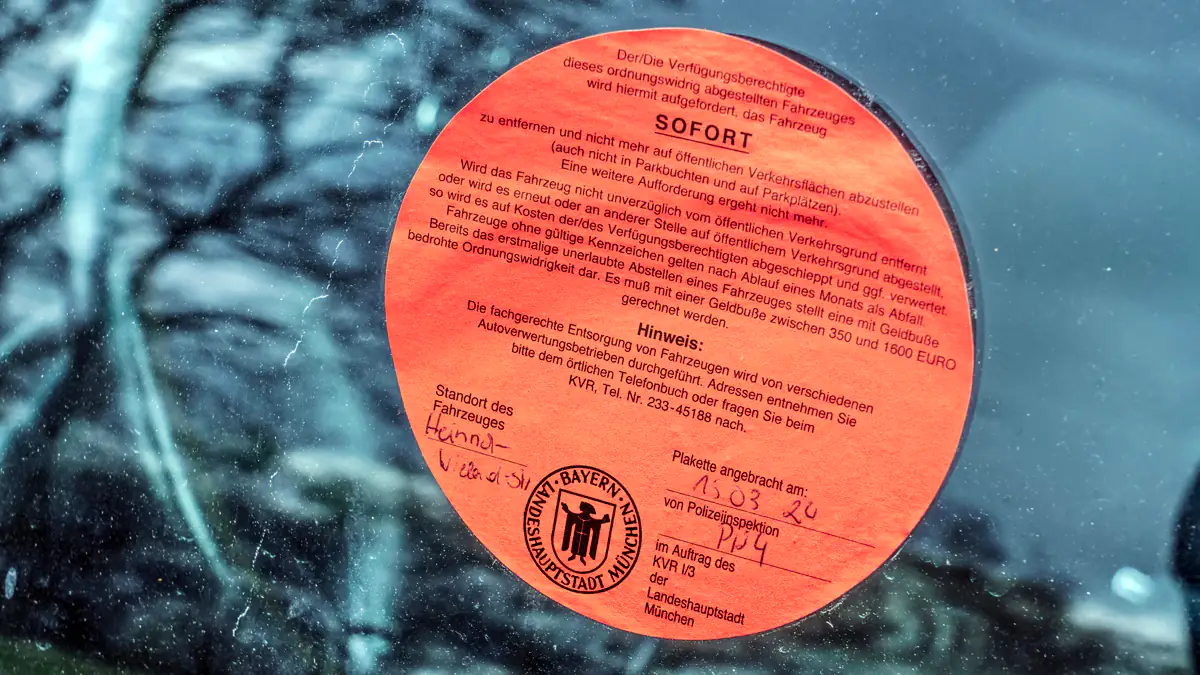 Der/Die Verfügungsberechtigte
dieses ordnungswidrig abgestellten Fahrzeuges
wird hiermit aufgefordert, das Fahrzeug
SOFORT
zu entfernen und nicht mehr auf öffentlichen Verkehrsflächen abzustellen
(auch nicht in Parkbuchten und auf Parkplätzen).
Eine weitere Aufforderung ergeht nicht mehr.
Wird das Fahrzeug nicht unverzüglich vom öffentlichen Verkehrsgrund entfernt
oder wird es erneut oder an anderer Stelle auf öffentlichem Verkehrsgrund abgestellt,
so wird es auf Kosten der/des Verfügungsberechtigten abgeschleppt und ggf. verwertet.
Fahrzeuge ohne gültige Kennzeichen gelten nach Ablauf eines Monats als Abfall.
Bereits das erstmalige unerlaubte Abstellen eines Fahrzeuges stellt eine mit Geldbuße
bedrohte Ordnungswidrigkeit dar. Es muß mit einer Geldbuße zwischen 350 und 1600 EURO
gerechnet werden.
Hinweis:
Die fachgerechte Entsorgung von Fahrzeugen wird von verschiedenen
Autoverwertungsbetrieben durchgeführt. Adressen entnehmen Sie
bitte dem örtlichen Telefonbuch oder fragen Sie beim
KVR, Tel. Nr. 233-45188 nach.
Standort des
Fahrzeuges
Wieland-Str
BAYERN
LANDESHAUPTSTADT MÜNCHEN
Plakette angebracht am:
15 03 24
von Polizeiinspektion
im Auftrag des
KVR I/3
der
Landeshauptstadt
München